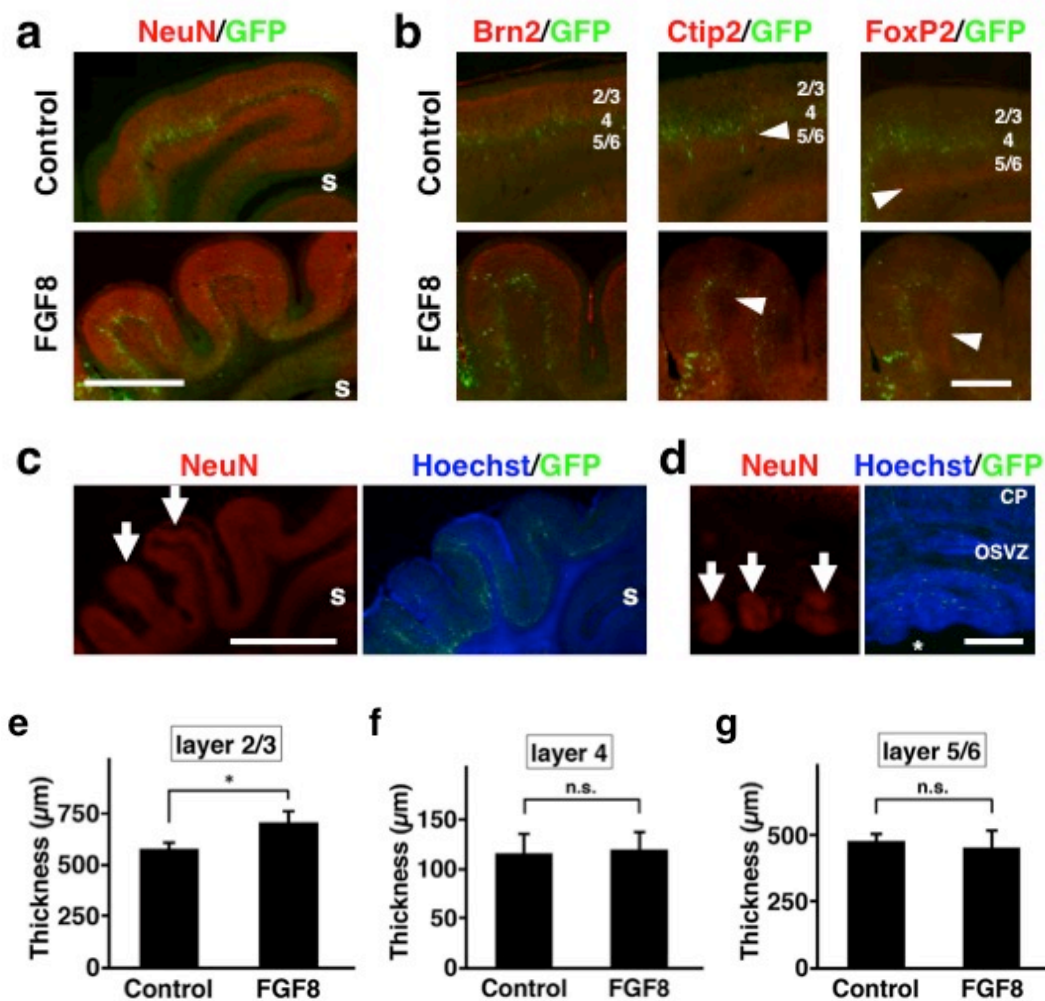 a
NeuN/GFP
Control
S
FGF8
S
b
Brn2/GFP
Ctip2/GFP
FoxP2/GFP
Control
2/3
4
5/6
2/3
4
5/6
2/3
4
5/6
FGF8
c
NeuN
Hoechst/GFP
S
S
d
NeuN
Hoechst/GFP
CP
OSVZ
*
e
layer 2/3
*
Thickness (µm)
750
500
250
0
Control
FGF8
f
layer 4
n.s.
Thickness (µm)
150
100
50
0
Control
FGF8
g
layer 5/6
n.s.
Thickness (µm)
500
250
0
Control
FGF8